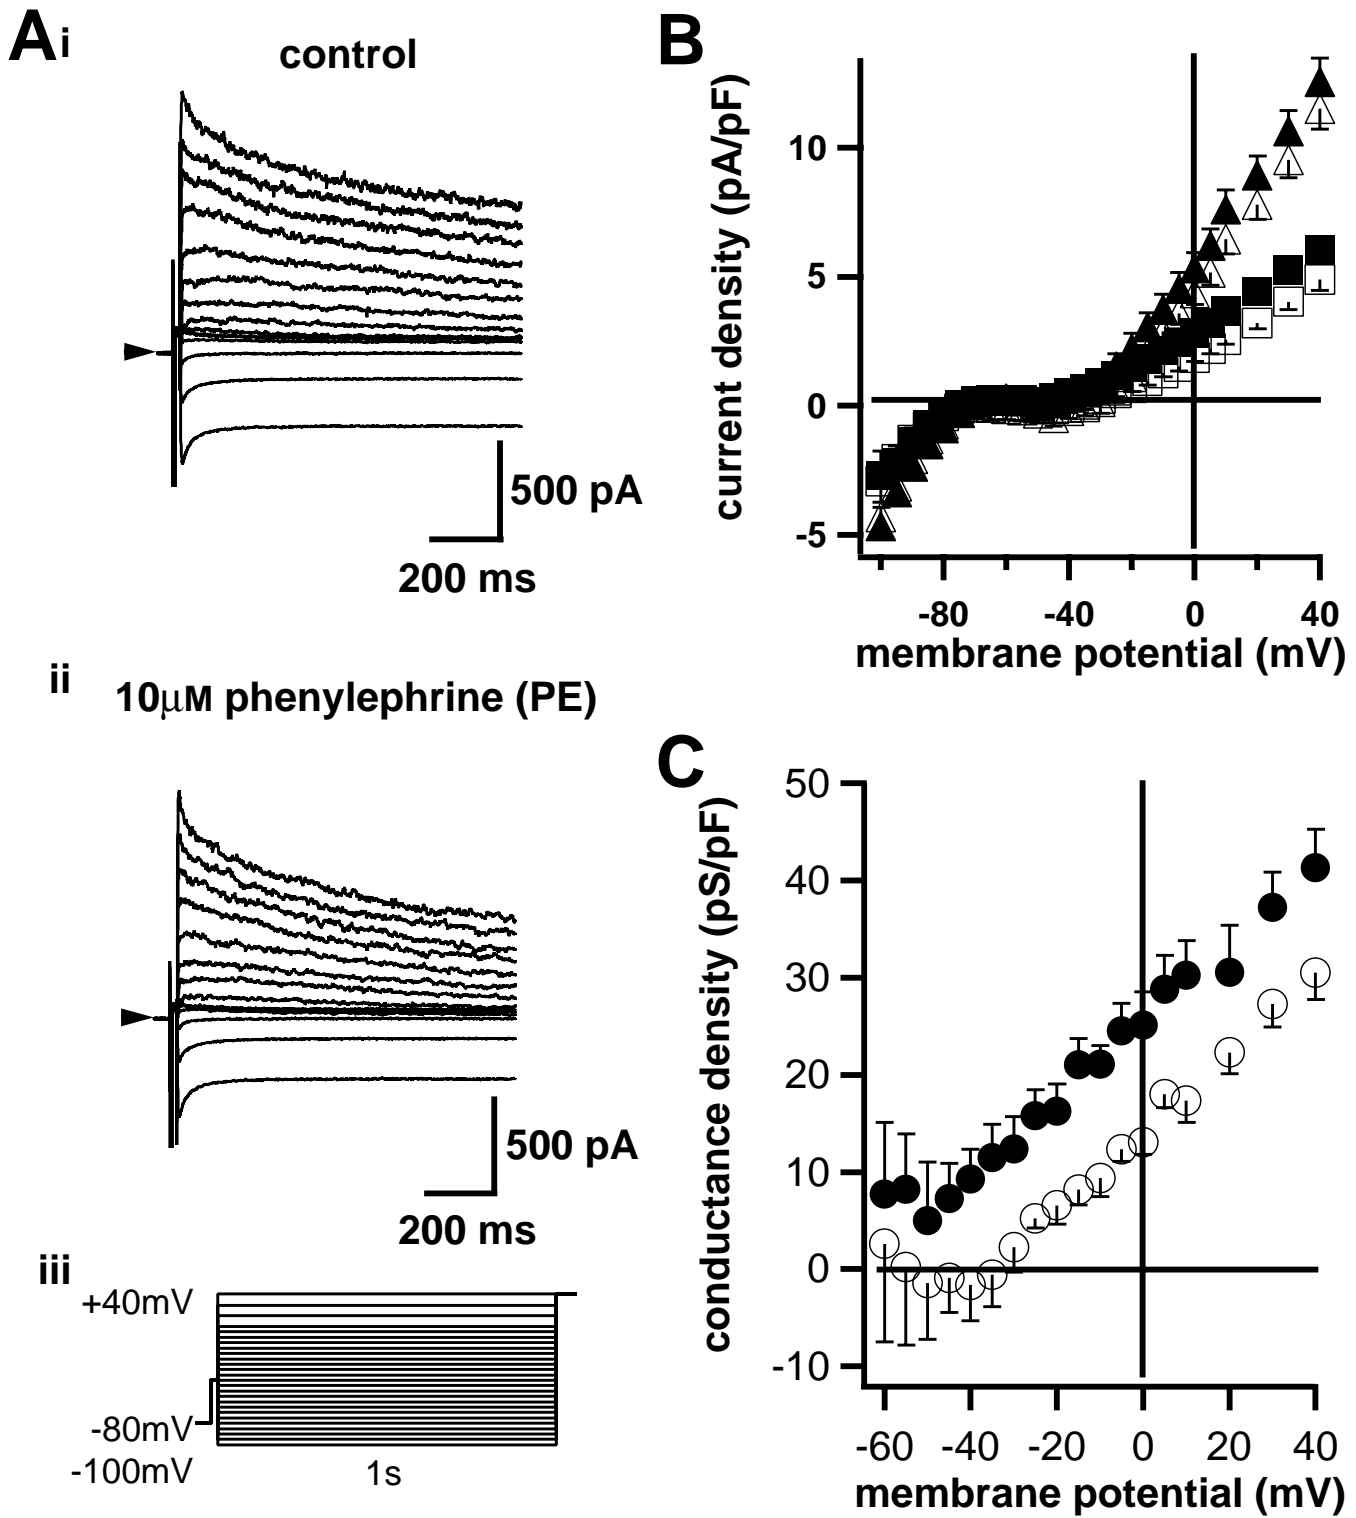 A i
control
500 pA
200 ms
ii
10μM phenylephrine (PE)
500 pA
200 ms
iii
+40mV
-80mV
-100mV
1s
B
current density (pA/pF)
10
5
0
-5
-80 -40 0 40
membrane potential (mV)
C
conductance density (pS/pF)
50
40
30
20
10
0
-10
-60 -40 -20 0 20 40
membrane potential (mV)